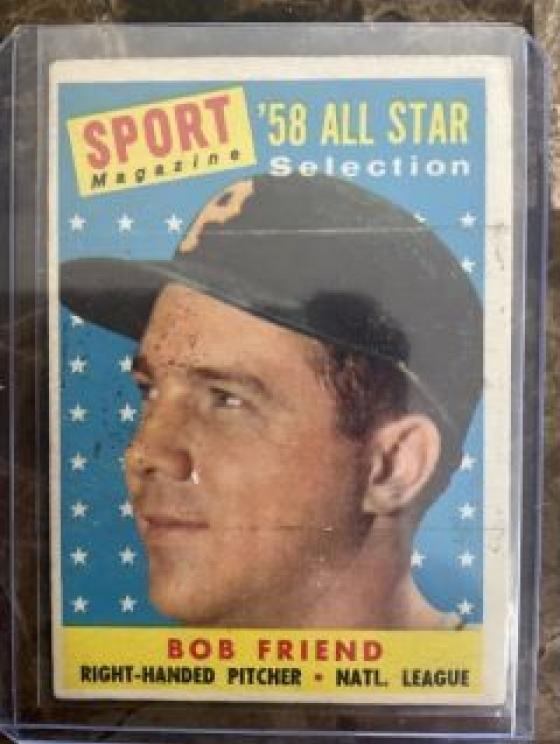 SPORT
Magazine
'58 ALL STAR
Selection
P
BOB FRIEND
RIGHT-HANDED PITCHER • NATL. LEAGUE